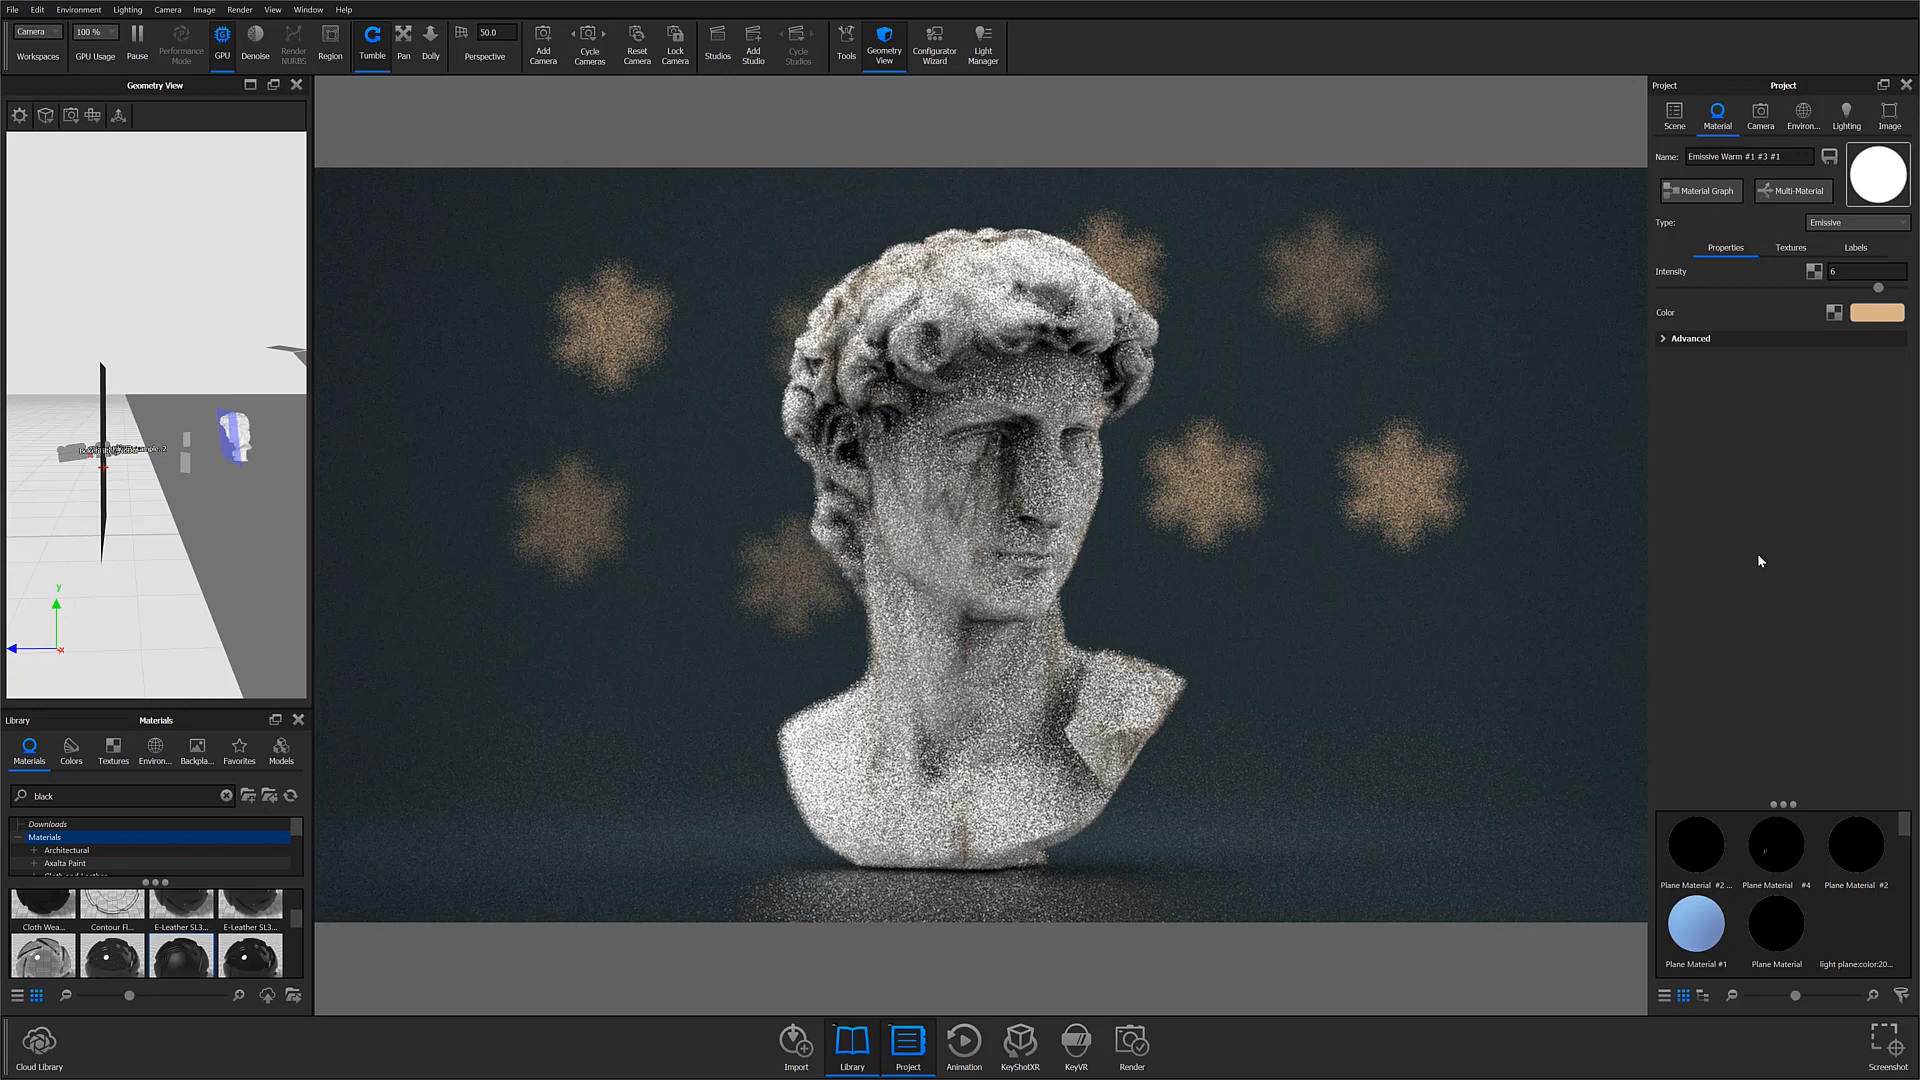 File Edit Environment Lighting Camera Image Render View Window Help
Camera 100 % 50.0
Workspaces GPU Usage Pause Performance Mode GPU Denoise Render NURBS Region Tumble Pan Dolly Perspective Add Camera Cycle Cameras Reset Camera Lock Camera Studios Add Studio Cycle Studios Tools Geometry View Configurator Wizard Light Manager
Geometry View
y
x
Library Materials
Materials Colors Textures Environ... Backpla... Favorites Models
black
Downloads
Materials
Architectural
Axalta Paint
Cloth and Leather
Cloth Wea... Contour Fl... E-Leather SL3... E-Leather SL3...
Project Project
Scene Material Camera Environ... Lighting Image
Name: Emissive Warm #1 #3 #1
Material Graph Multi-Material
Type: Emissive
Properties Textures Labels
Intensity 6
Color
Advanced
Plane Material #2 ... Plane Material #4 Plane Material #2
Plane Material #1 Plane Material light plane:color:20...
Cloud Library Import Library Project Animation KeyShotXR KeyVR Render Screenshot